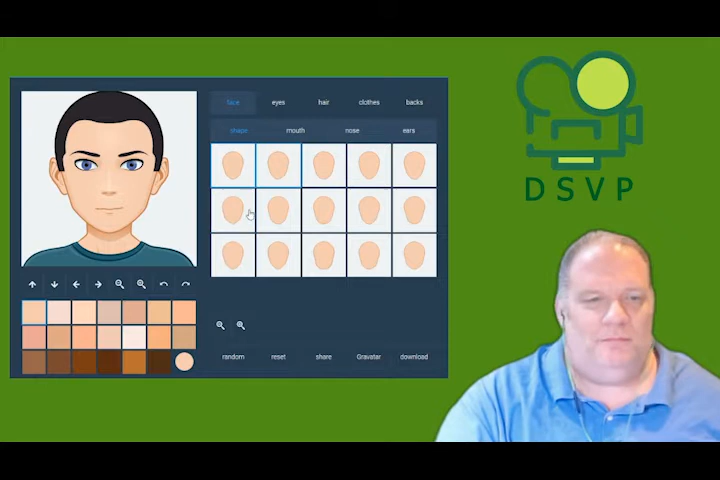 face eyes hair clothes backs
shape mouth nose ears
random reset share Gravatar download
DSVP